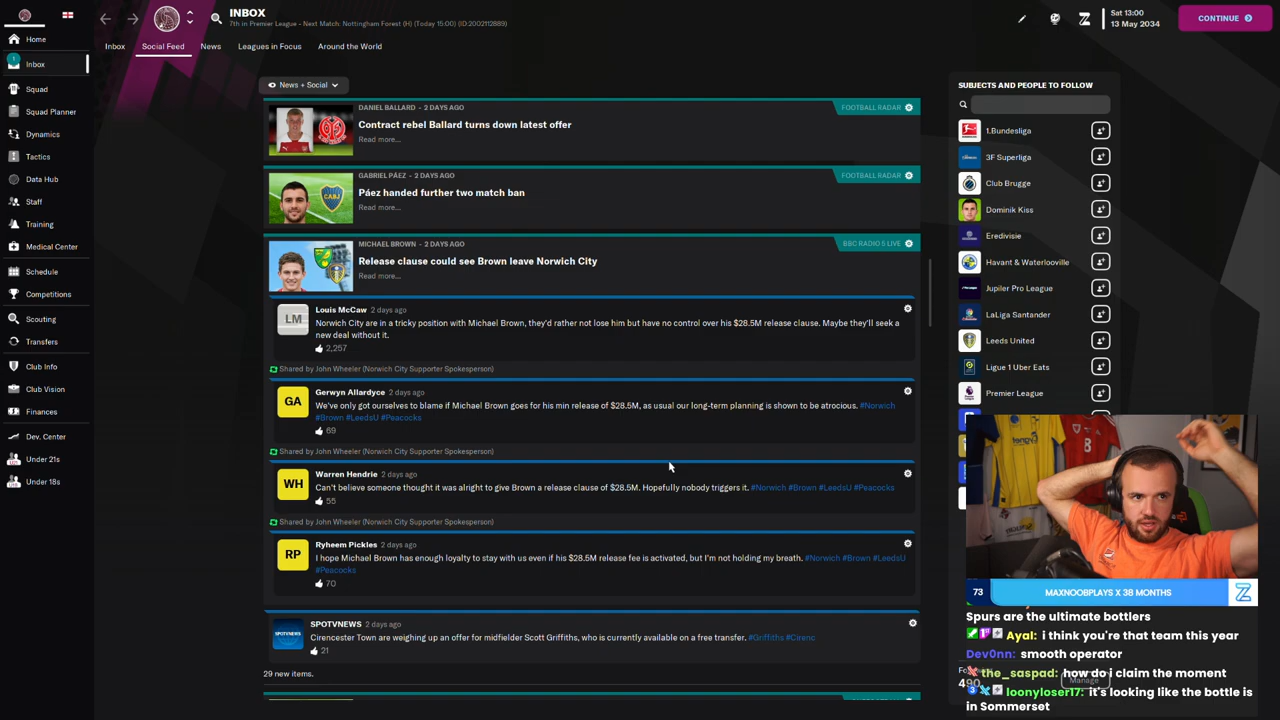 INBOX
7th in Premier League - Next Match: Nottingham Forest (H) (Today 15:00) (ID:2002112889)
Sat 13:00
13 May 2034
CONTINUE
Inbox
Social Feed
News
Leagues in Focus
Around the World
Home
1
Inbox
Squad
Squad Planner
Dynamics
Tactics
Data Hub
Staff
Training
Medical Center
Schedule
Competitions
Scouting
Transfers
Club Info
Club Vision
Finances
Dev. Center
Under 21s
Under 18s
News + Social
DANIEL BALLARD - 2 DAYS AGO
FOOTBALL RADAR
Contract rebel Ballard turns down latest offer
Read more...
GABRIEL PÁEZ - 2 DAYS AGO
FOOTBALL RADAR
Páez handed further two match ban
Read more...
MICHAEL BROWN - 2 DAYS AGO
BBC RADIO 5 LIVE
Release clause could see Brown leave Norwich City
Read more...
LM
Louis McCaw 2 days ago
Norwich City are in a tricky position with Michael Brown, they'd rather not lose him but have no control over his $28.5M release clause. Maybe they'll seek a
new deal without it.
2,257
Shared by John Wheeler (Norwich City Supporter Spokesperson)
GA
Gerwyn Allardyce 2 days ago
We've only got ourselves to blame if Michael Brown goes for his min release of $28.5M, as usual our long-term planning is shown to be atrocious. #Norwich
#Brown #LeedsU #Peacocks
69
Shared by John Wheeler (Norwich City Supporter Spokesperson)
WH
Warren Hendrie 2 days ago
Can't believe someone thought it was alright to give Brown a release clause of $28.5M. Hopefully nobody triggers it. #Norwich #Brown #LeedsU #Peacocks
55
Shared by John Wheeler (Norwich City Supporter Spokesperson)
RP
Ryheem Pickles 2 days ago
I hope Michael Brown has enough loyalty to stay with us even if his $28.5M release fee is activated, but I'm not holding my breath. #Norwich #Brown #LeedsU
#Peacocks
70
SPOTVNEWS
SPOTVNEWS 2 days ago
Cirencester Town are weighing up an offer for midfielder Scott Griffiths, who is currently available on a free transfer. #Griffiths #Cirenc
21
29 new items.
SUBJECTS AND PEOPLE TO FOLLOW
1.Bundesliga
3F Superliga
Club Brugge
Dominik Kiss
Eredivisie
Havant & Waterlooville
Jupiler Pro League
LaLiga Santander
Leeds United
Ligue 1 Uber Eats
Premier League
73
MAXNOOBPLAYS X 38 MONTHS
Spurs are the ultimate bottlers
Ayal: i think you're that team this year
Dev0nn: smooth operator
the_saspad: how do i claim the moment
490
Manage
loonyloser17: it's looking like the bottle is
in Sommerset